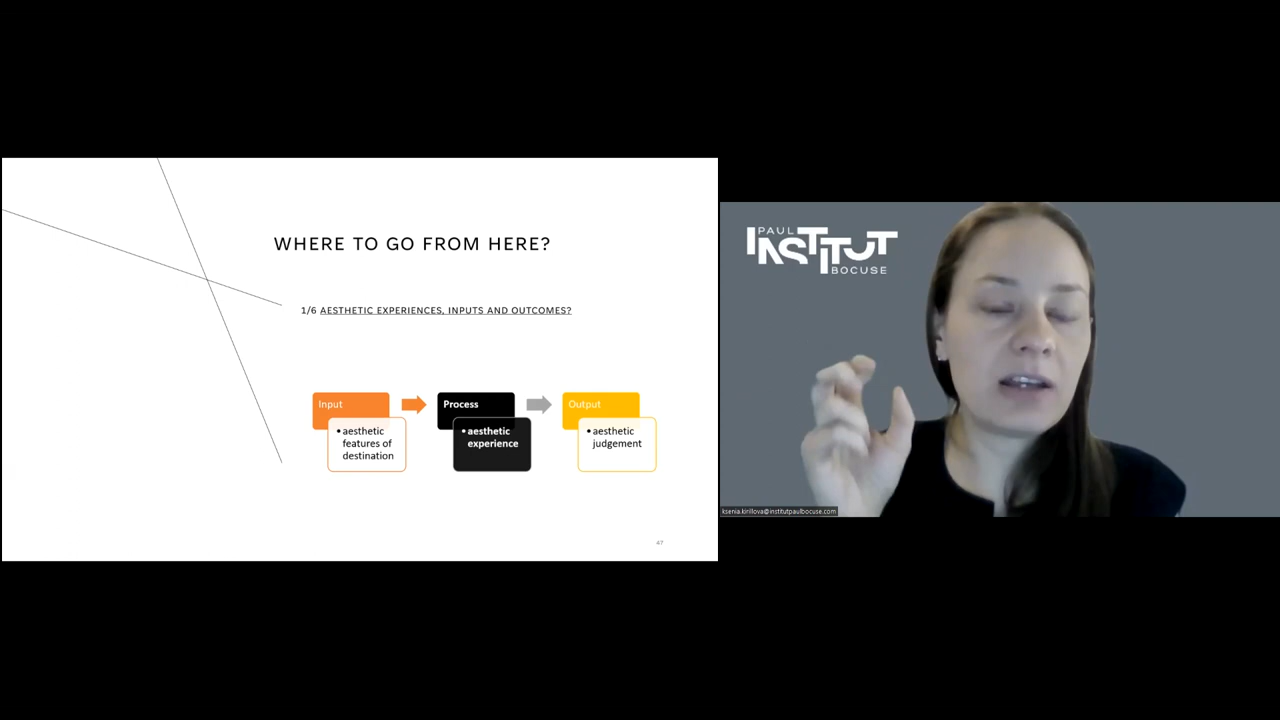 WHERE TO GO FROM HERE?
1/6 AESTHETIC EXPERIENCES, INPUTS AND OUTCOMES?
Input
• aesthetic
features of
destination
Process
• aesthetic
experience
Output
• aesthetic
judgement
47
PAUL
INSTITUT
BOCUSE
ksenia.kirillova@institutpaulbocuse.com